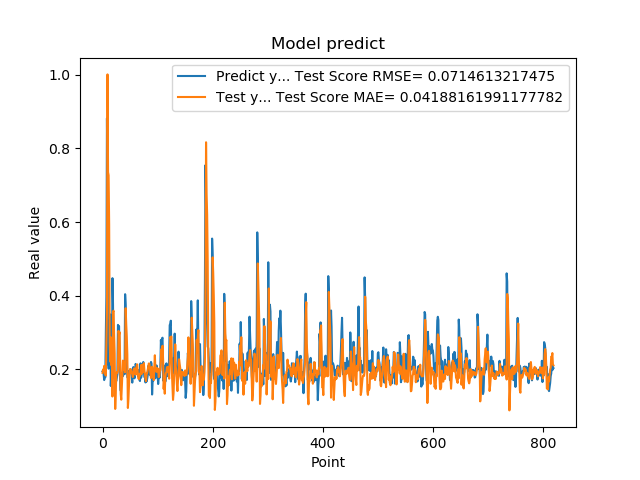 Model predict
Predict y... Test Score RMSE= 0.0714613217475
Test y... Test Score MAE= 0.04188161991177782
1.0
0.8
0.6
0.4
0.2
Real value
0 200 400 600 800
Point